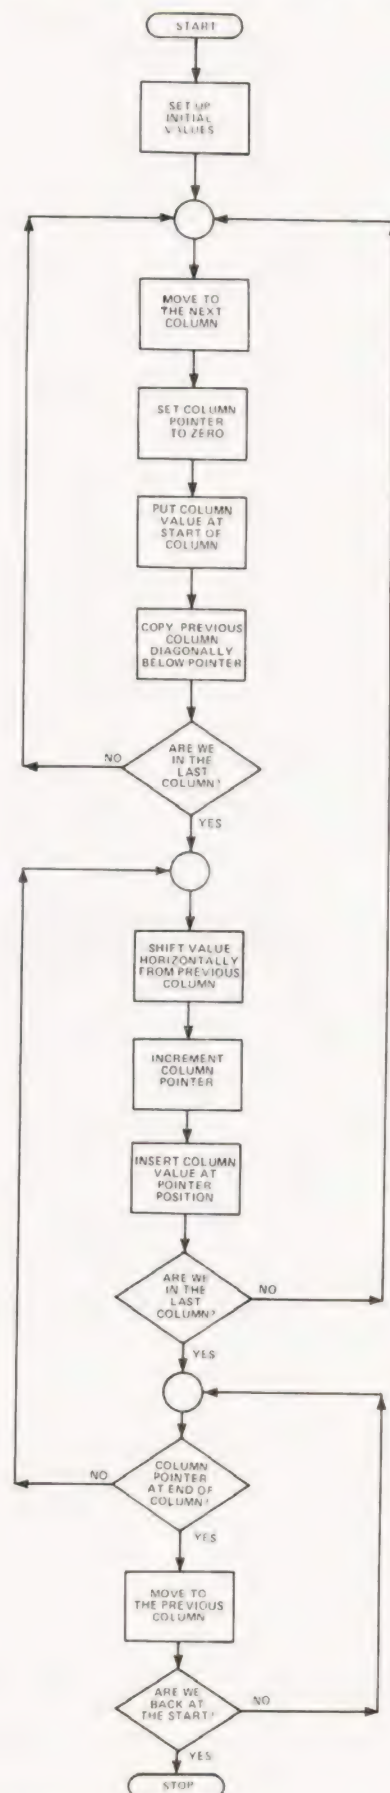 START
SET UP
INITIAL
VALUES
MOVE TO
THE NEXT
COLUMN
SET COLUMN
POINTER
TO ZERO
PUT COLUMN
VALUE AT
START OF
COLUMN
COPY PREVIOUS
COLUMN
DIAGONALLY
BELOW POINTER
ARE WE
IN THE
LAST
COLUMN?
NO
YES
SHIFT VALUE
HORIZONTALLY
FROM PREVIOUS
COLUMN
INCREMENT
COLUMN
POINTER
INSERT COLUMN
VALUE AT
POINTER
POSITION
ARE WE
IN THE
LAST
COLUMN?
NO
YES
COLUMN
POINTER
AT END OF
COLUMN?
NO
YES
MOVE TO
THE PREVIOUS
COLUMN
ARE WE
BACK AT
THE START?
NO
YES
STOP